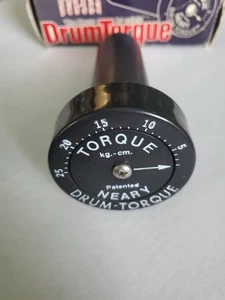 DrumTorque
25 20 15 10 5
TORQUE
kg.-cm.
Patented
NEARY
DRUM-TORQUE